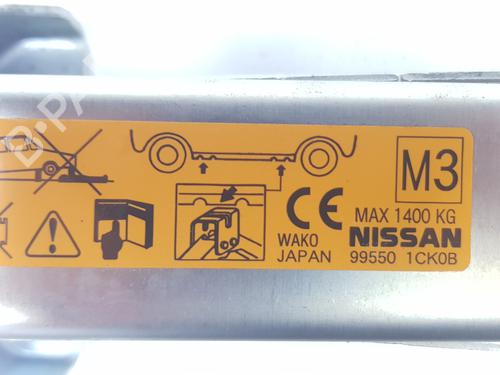 M3
CE
MAX 1400 KG
WAKO
NISSAN
JAPAN
99550 1CK0B